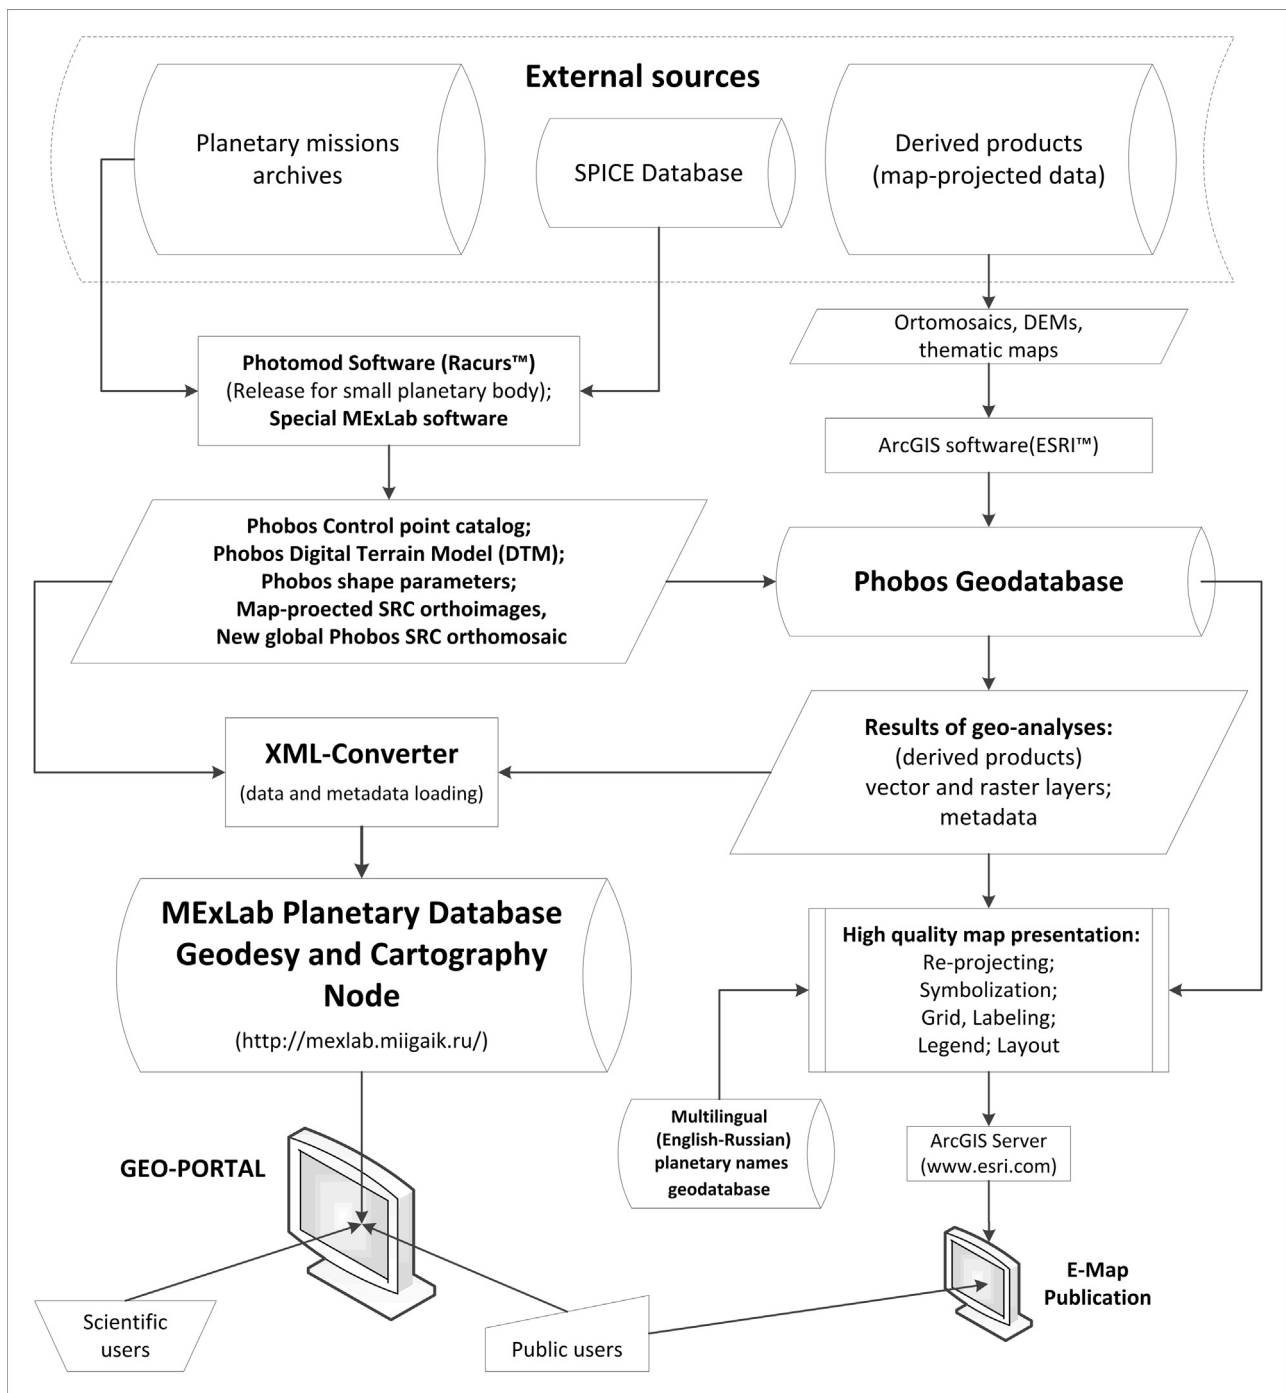 External sources
Planetary missions
archives
SPICE Database
Derived products
(map-projected data)
Ortomosaics, DEMs,
thematic maps
Photomod Software (Racurs™)
(Release for small planetary body);
Special MExLab software
ArcGIS software(ESRI™)
Phobos Control point catalog;
Phobos Digital Terrain Model (DTM);
Phobos shape parameters;
Map-proected SRC orthoimages,
New global Phobos SRC orthomosaic
Phobos Geodatabase
XML-Converter
(data and metadata loading)
Results of geo-analyses:
(derived products)
vector and raster layers;
metadata
MExLab Planetary Database
Geodesy and Cartography
Node
(http://mexlab.miigaik.ru/)
High quality map presentation:
Re-projecting;
Symbolization;
Grid, Labeling;
Legend; Layout
Multilingual
(English-Russian)
planetary names
geodatabase
ArcGIS Server
(www.esri.com)
GEO-PORTAL
E-Map
Publication
Scientific
users
Public users